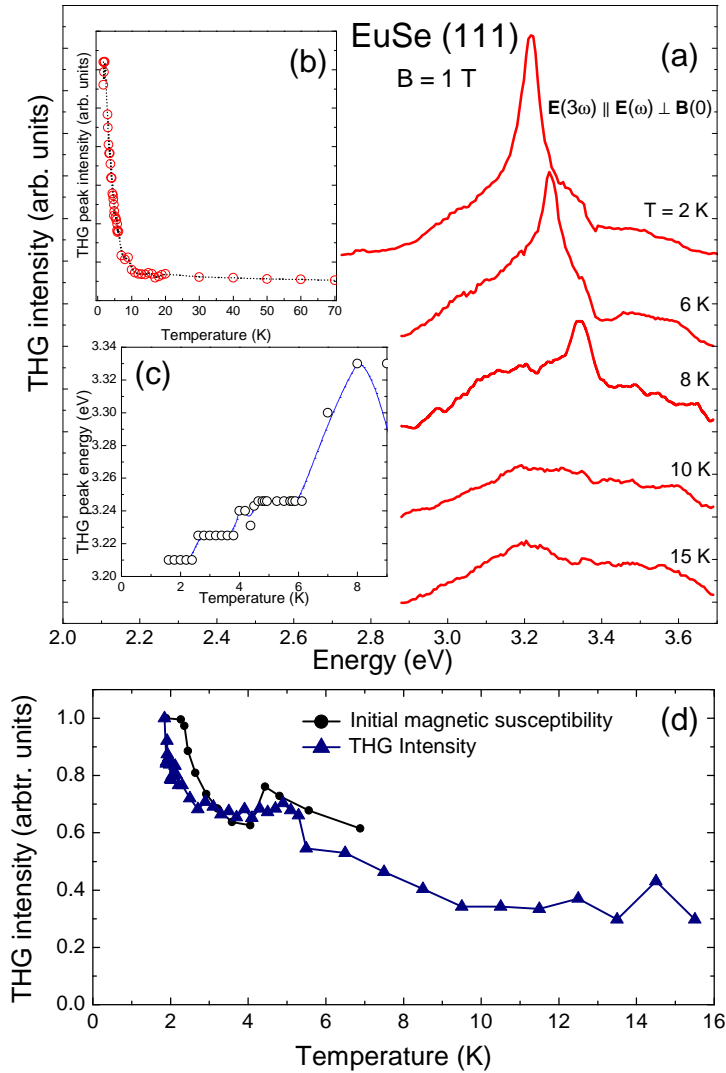 EuSe (111)
(a)
B = 1 T
E(3ω) ∥ E(ω) ⊥ B(0)
T = 2 K
6 K
8 K
10 K
15 K
THG intensity (arb. units)
2.0 2.2 2.4 2.6 2.8 3.0 3.2 3.4 3.6
Energy (eV)
(b)
THG peak intensity (arb. units)
0 10 20 30 40 50 60 70
Temperature (K)
(c)
THG peak energy (eV)
3.34
3.33
3.30
3.26
3.24
3.22
3.20
0 2 4 6 8
Temperature (K)
(d)
Initial magnetic susceptibility
THG Intensity
THG intensity (arbtr. units)
1.0
0.8
0.6
0.4
0.2
0.0
0 2 4 6 8 10 12 14 16
Temperature (K)